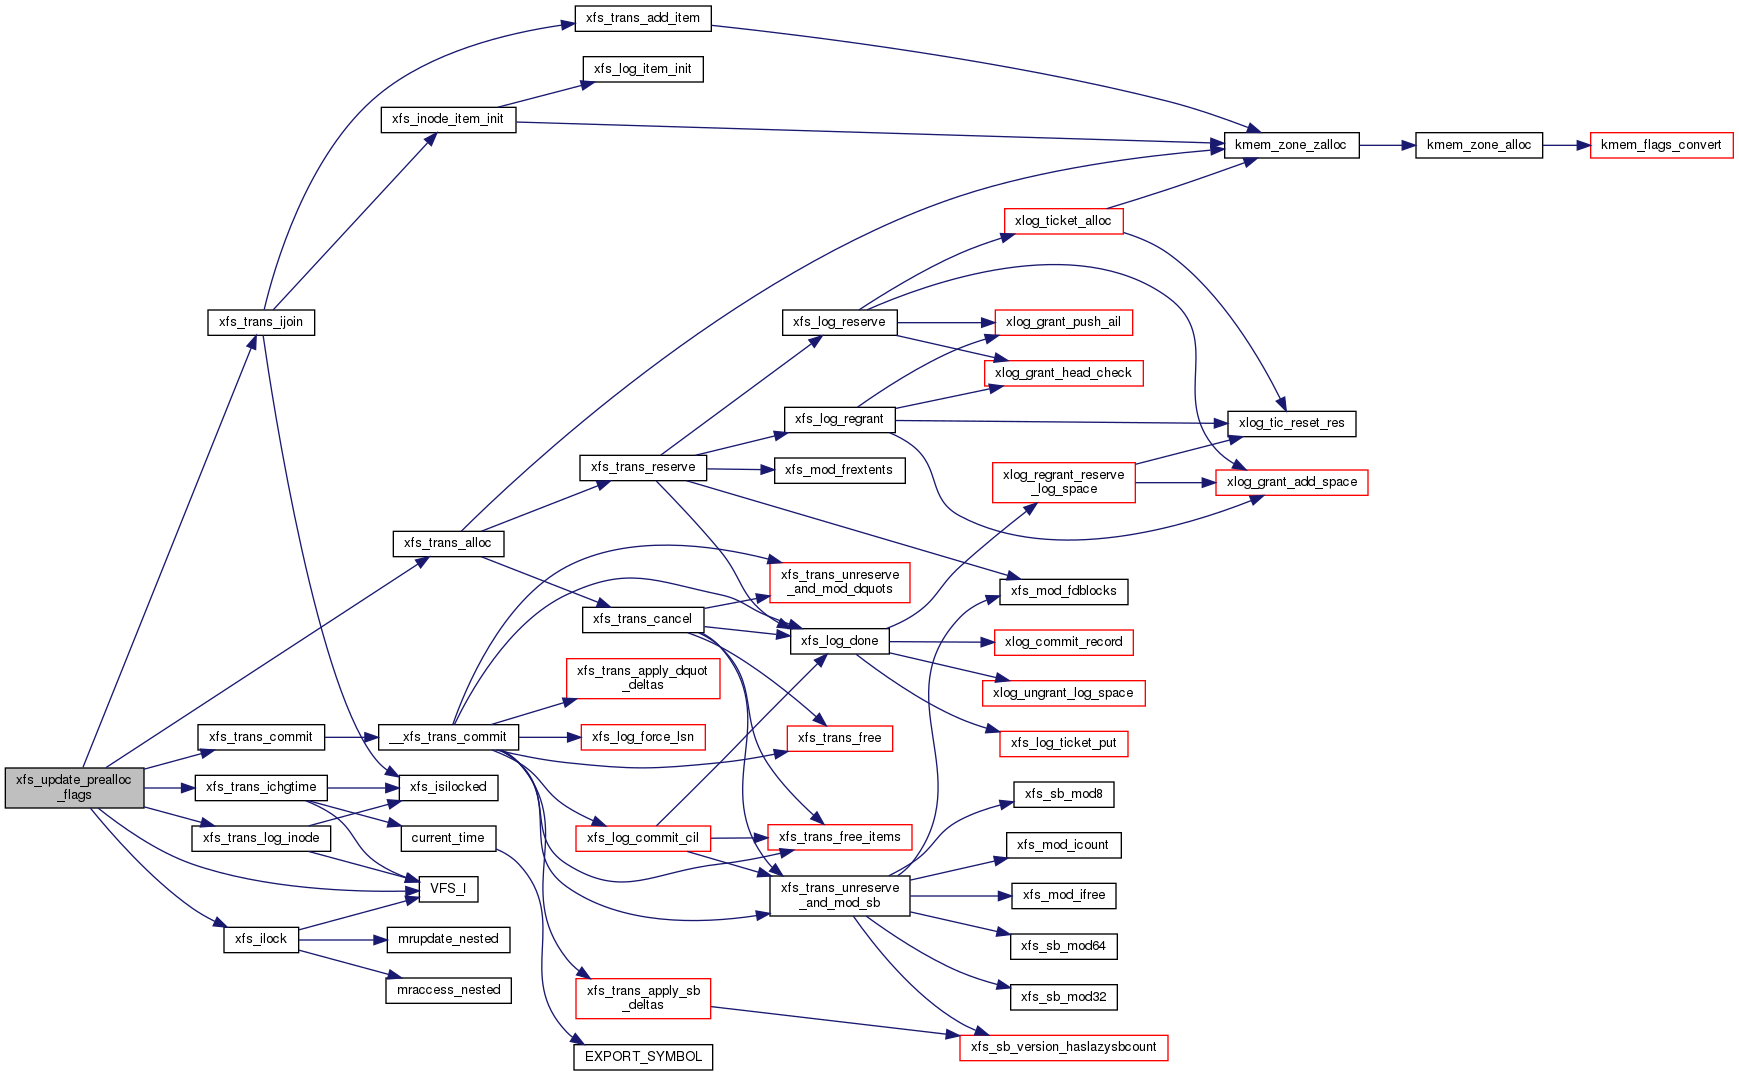 xfs_trans_add_item
xfs_log_item_init
xfs_inode_item_init
kmem_zone_zalloc
kmem_zone_alloc
kmem_flags_convert
xlog_ticket_alloc
xfs_trans_ijoin
xfs_log_reserve
xlog_grant_push_ail
xlog_grant_head_check
xfs_log_regrant
xlog_tic_reset_res
xfs_trans_reserve
xfs_mod_frextents
xlog_regrant_reserve
_log_space
xlog_grant_add_space
xfs_trans_alloc
xfs_trans_unreserve
_and_mod_dquots
xfs_mod_fdblocks
xfs_trans_cancel
xfs_log_done
xlog_commit_record
xfs_trans_apply_dquot
_deltas
xlog_ungrant_log_space
xfs_trans_commit
__xfs_trans_commit
xfs_log_force_lsn
xfs_trans_free
xfs_log_ticket_put
xfs_update_prealloc
_flags
xfs_trans_ichgtime
xfs_isilocked
xfs_sb_mod8
xfs_trans_log_inode
current_time
xfs_log_commit_cil
xfs_trans_free_items
xfs_mod_icount
VFS_I
xfs_trans_unreserve
_and_mod_sb
xfs_mod_ifree
xfs_ilock
mrupdate_nested
xfs_sb_mod64
mraccess_nested
xfs_trans_apply_sb
_deltas
xfs_sb_mod32
EXPORT_SYMBOL
xfs_sb_version_haslazysbcount